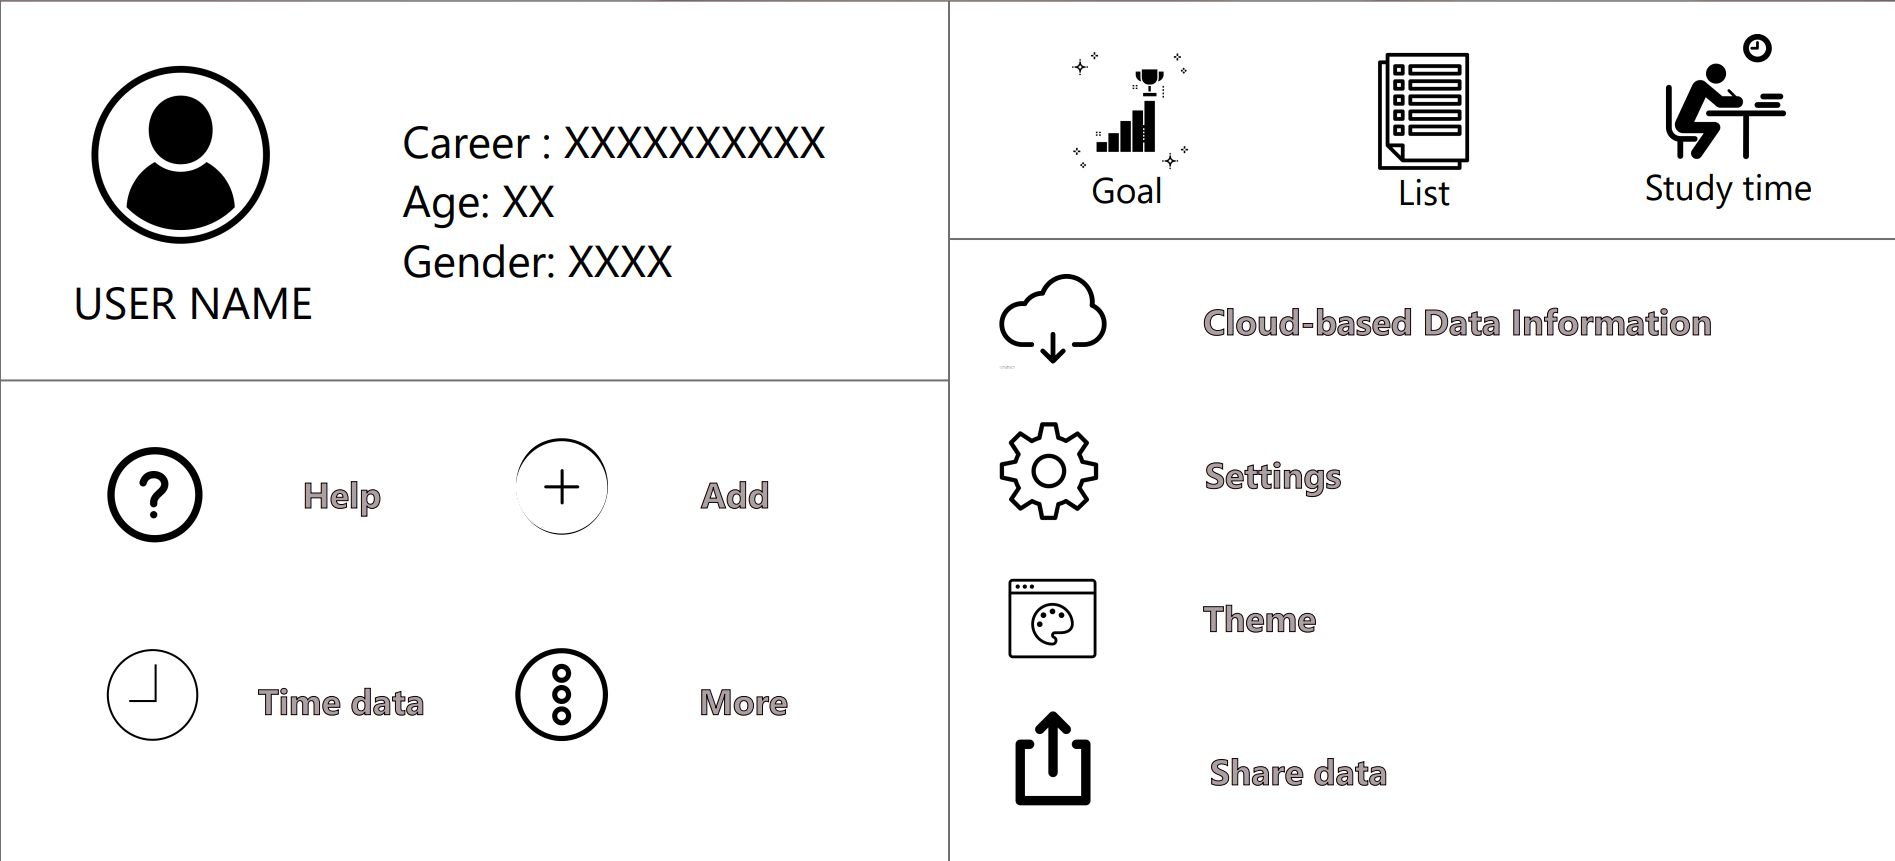 Career : XXXXXXXXXX
Age: XX
Gender: XXXX
USER NAME
Goal
List
Study time
Help
Add
Time data
More
Cloud-based Data Information
Settings
Theme
Share data